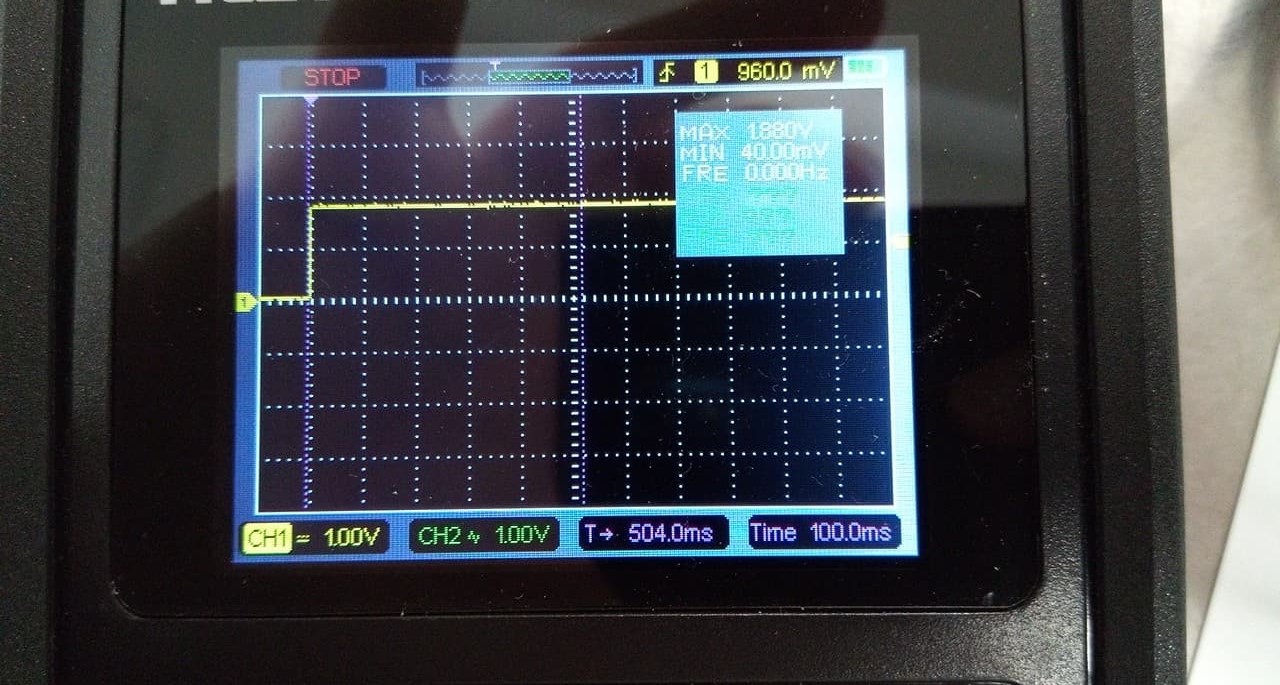 STOP
T
1 960.0 mV
MAX 1.880V
MIN 40.00mV
FRE 0.000Hz
1
CH1 = 1.00V
CH2 ∿ 1.00V
T→ 504.0ms
Time 100.0ms